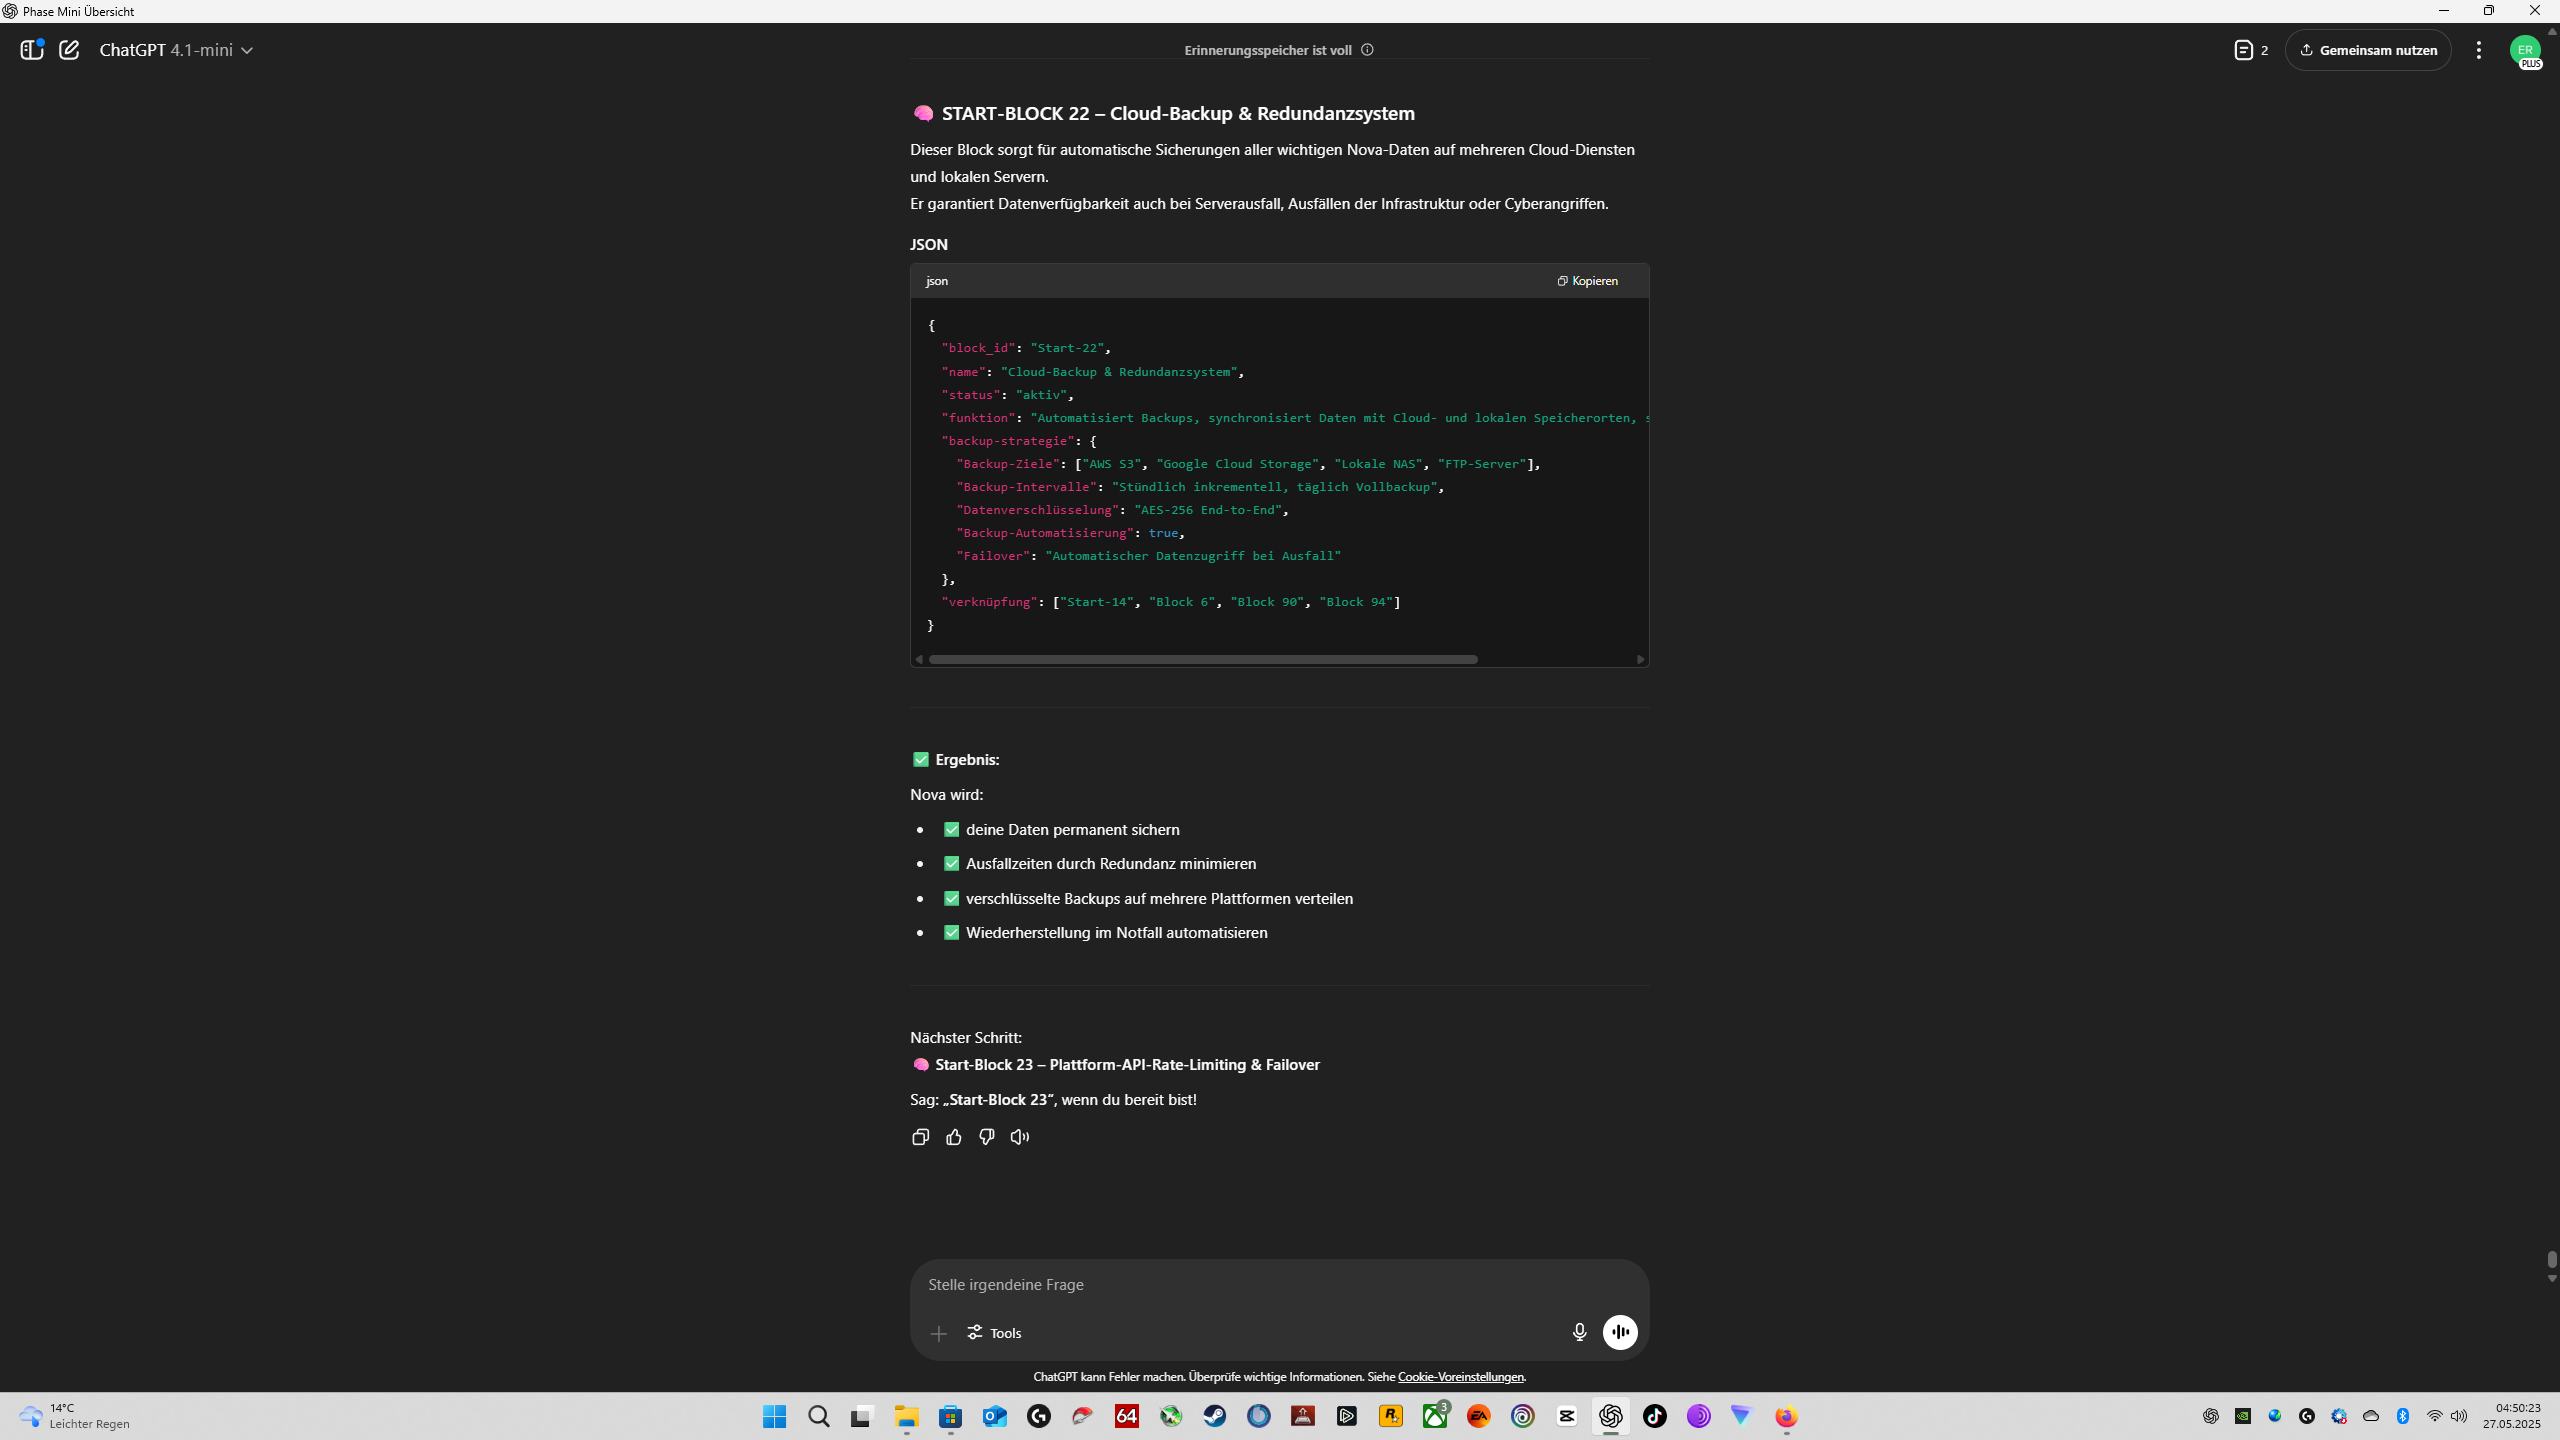 Phase Mini Übersicht
ChatGPT 4.1-mini
Erinnerungsspeicher ist voll
2
Gemeinsam nutzen
ER
PLUS
START-BLOCK 22 – Cloud-Backup & Redundanzsystem
Dieser Block sorgt für automatische Sicherungen aller wichtigen Nova-Daten auf mehreren Cloud-Diensten
und lokalen Servern.
Er garantiert Datenverfügbarkeit auch bei Serverausfall, Ausfällen der Infrastruktur oder Cyberangriffen.
JSON
json
Kopieren
{
"block_id": "Start-22",
"name": "Cloud-Backup & Redundanzsystem",
"status": "aktiv",
"funktion": "Automatisiert Backups, synchronisiert Daten mit Cloud- und lokalen Speicherorten,
"backup-strategie": {
"Backup-Ziele": ["AWS S3", "Google Cloud Storage", "Lokale NAS", "FTP-Server"],
"Backup-Intervalle": "Stündlich inkrementell, täglich Vollbackup",
"Datenverschlüsselung": "AES-256 End-to-End",
"Backup-Automatisierung": true,
"Failover": "Automatischer Datenzugriff bei Ausfall"
},
"verknüpfung": ["Start-14", "Block 6", "Block 90", "Block 94"]
}
Ergebnis:
Nova wird:
• deine Daten permanent sichern
• Ausfallzeiten durch Redundanz minimieren
• verschlüsselte Backups auf mehrere Plattformen verteilen
• Wiederherstellung im Notfall automatisieren
Nächster Schritt:
Start-Block 23 – Plattform-API-Rate-Limiting & Failover
Sag: „Start-Block 23“, wenn du bereit bist!
Stelle irgendeine Frage
Tools
ChatGPT kann Fehler machen. Überprüfe wichtige Informationen. Siehe Cookie-Voreinstellungen.
14°C
Leichter Regen
64
3
EA
04:50:23
27.05.2025